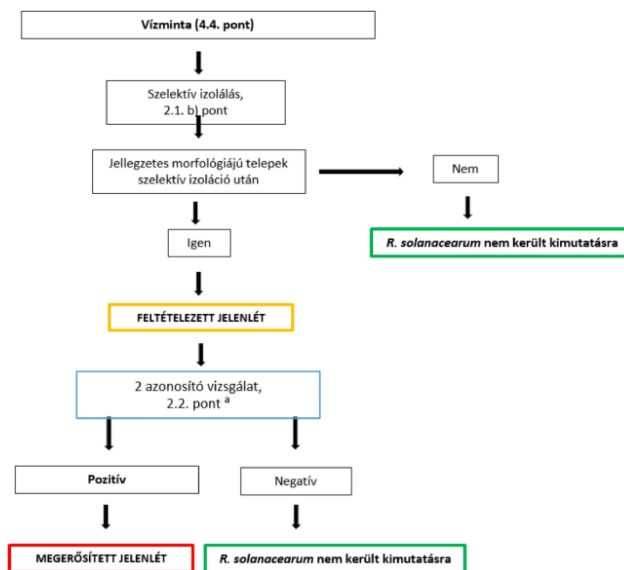 Vízminta (4.4. pont)
Szelektív izolálás,
2.1. b) pont
Jellegzetes morfológiájú telepek
szelektív izoláció után
Nem
Igen
R. solanacearum nem került kimutatásra
FELTÉTELEZETT JELENLÉT
2 azonosító vizsgálat,
2.2. pont a
Pozitív
Negatív
MEGERŐSÍTETT JELENLÉT
R. solanacearum nem került kimutatásra